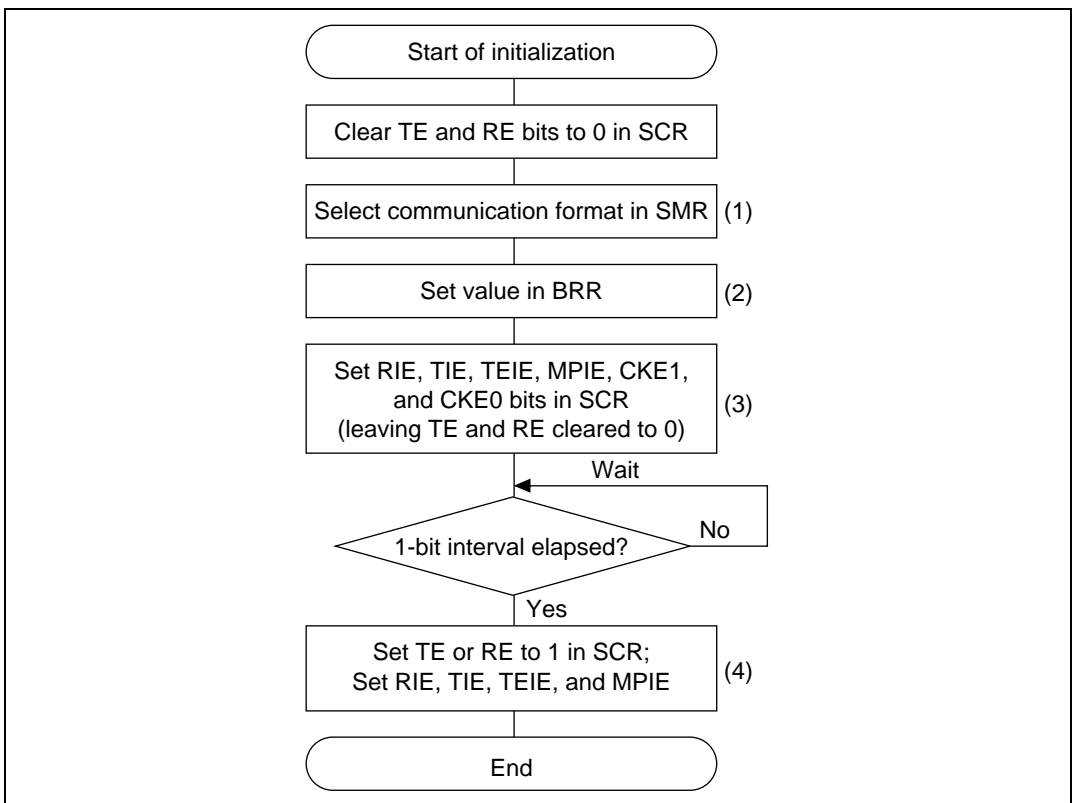 Start of initialization
Clear TE and RE bits to 0 in SCR
Select communication format in SMR (1)
Set value in BRR (2)
Set RIE, TIE, TEIE, MPIE, CKE1,
and CKE0 bits in SCR
(leaving TE and RE cleared to 0)
(3)
Wait
1-bit interval elapsed?
No
Yes
Set TE or RE to 1 in SCR;
Set RIE, TIE, TEIE, and MPIE
(4)
End